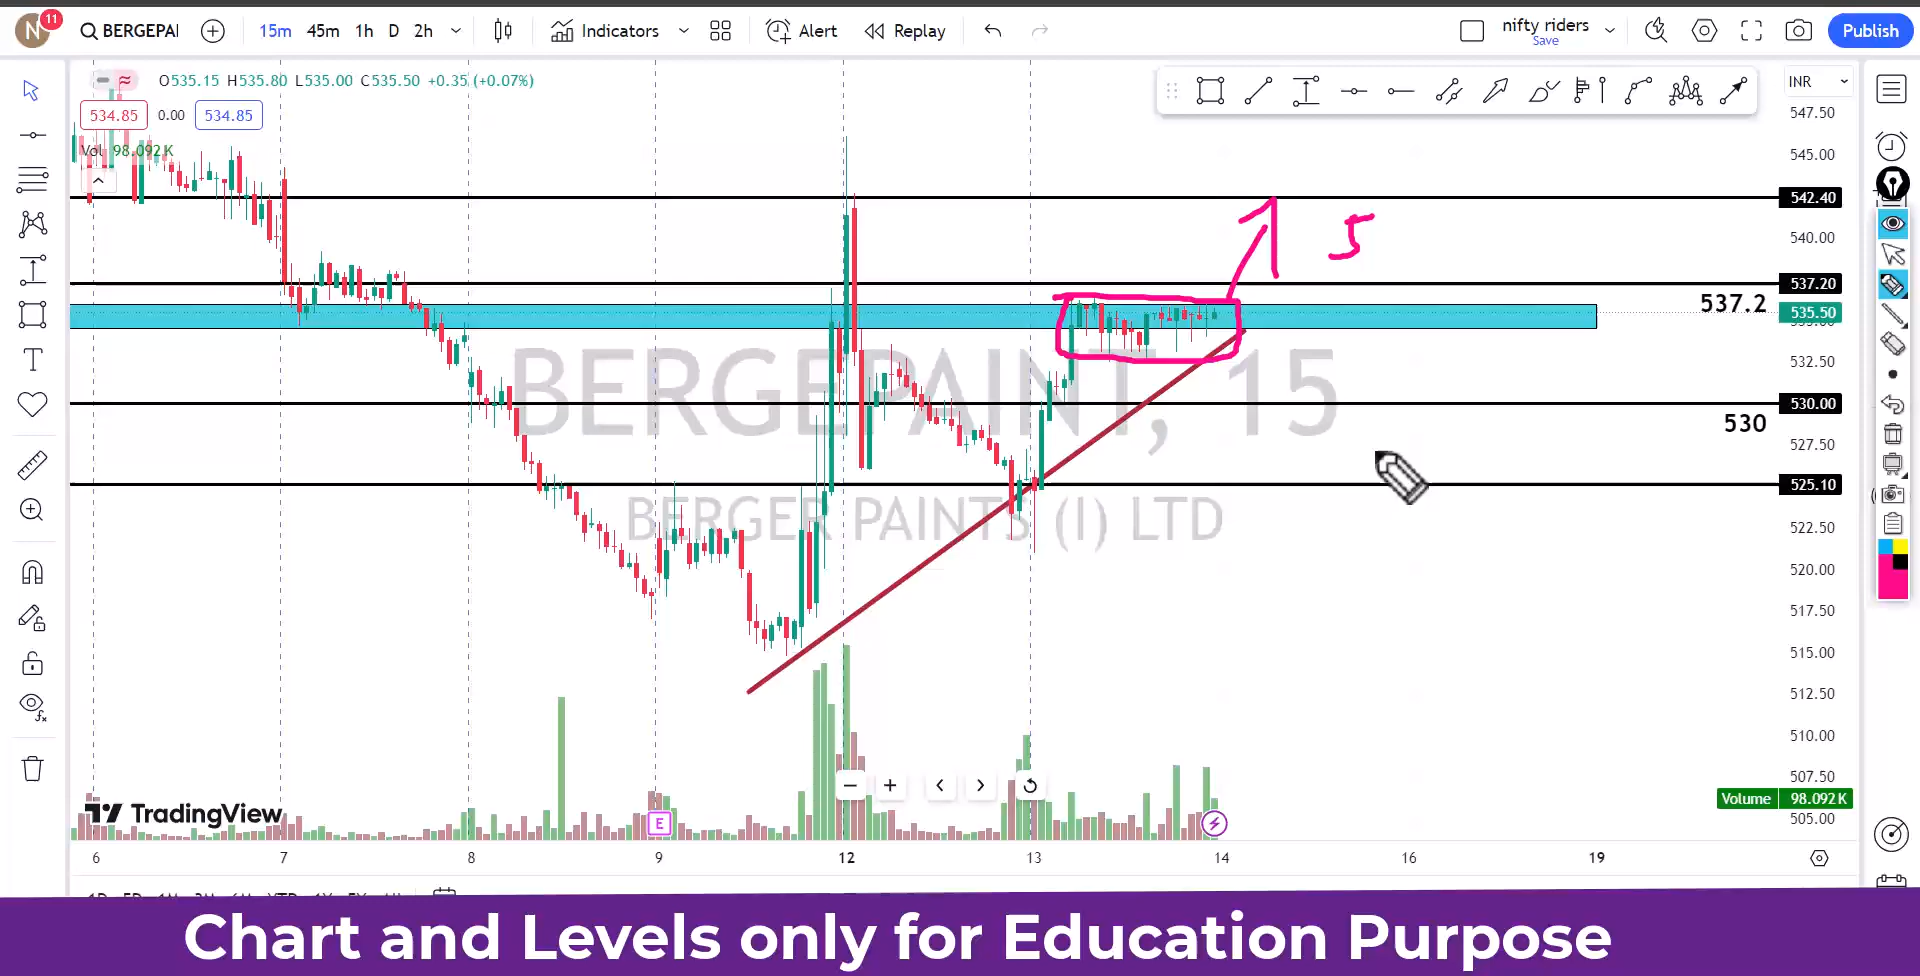 N 11 BERGEPAI 15m 45m 1h D 2h Indicators Alert Replay nifty riders Save Publish
O535.15 H535.80 L535.00 C535.50 +0.35 (+0.07%)
INR
534.85 0.00 534.85
Vol 98.092K
547.50
545.00
542.40
540.00
5
537.20
537.2
535.50
532.50
BERGEPAINT, 15
530.00
530
527.50
525.10
BERGER PAINTS (I) LTD
522.50
520.00
517.50
515.00
512.50
510.00
507.50
Volume 98.092K
505.00
TradingView
E
6 7 8 9 12 13 14 16 19
Chart and Levels only for Education Purpose